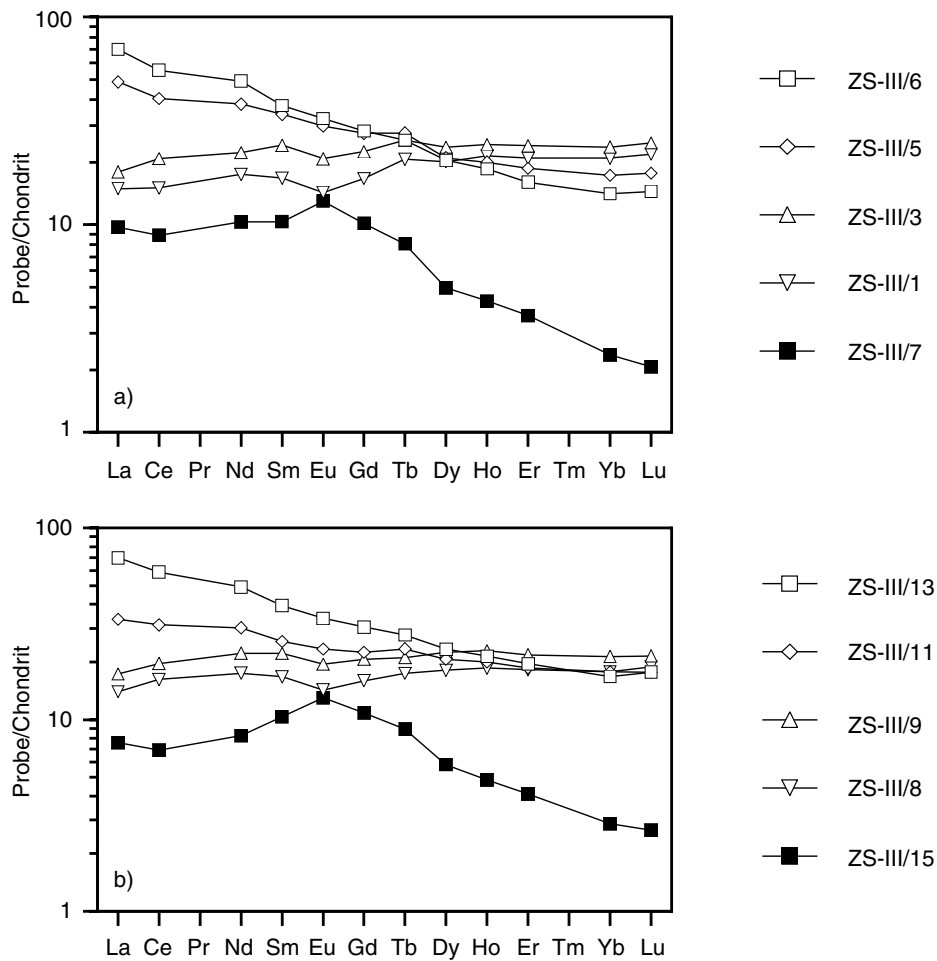 100
10
1
Probe/Chondrit
a)
La Ce Pr Nd Sm Eu Gd Tb Dy Ho Er Tm Yb Lu
ZS-III/6
ZS-III/5
ZS-III/3
ZS-III/1
ZS-III/7
100
10
1
Probe/Chondrit
b)
La Ce Pr Nd Sm Eu Gd Tb Dy Ho Er Tm Yb Lu
ZS-III/13
ZS-III/11
ZS-III/9
ZS-III/8
ZS-III/15